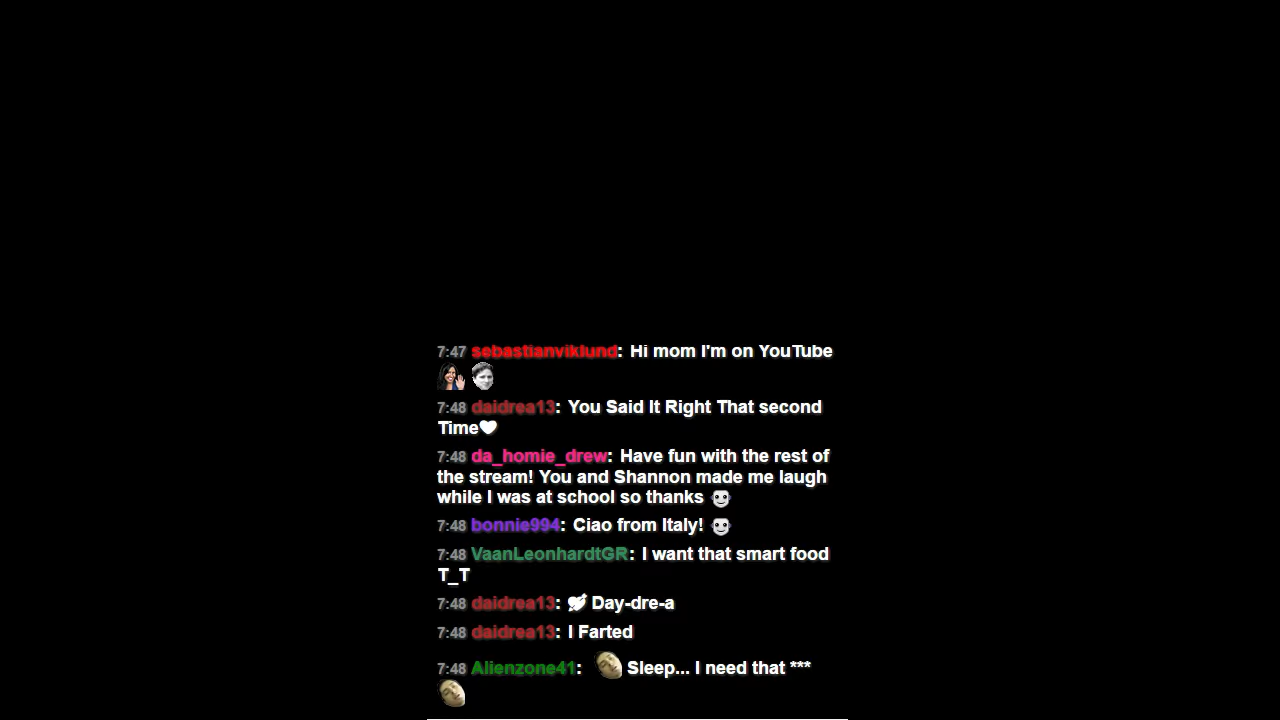 7:47 sebastianviklund: Hi mom I'm on YouTube
7:48 daidrea13: You Said It Right That second
Time
7:48 da_homie_drew: Have fun with the rest of
the stream! You and Shannon made me laugh
while I was at school so thanks
7:48 bonnie994: Ciao from Italy!
7:48 VaanLeonhardtGR: I want that smart food
T_T
7:48 daidrea13: Day-dre-a
7:48 daidrea13: I Farted
7:48 Alienzone41: Sleep... I need that ***